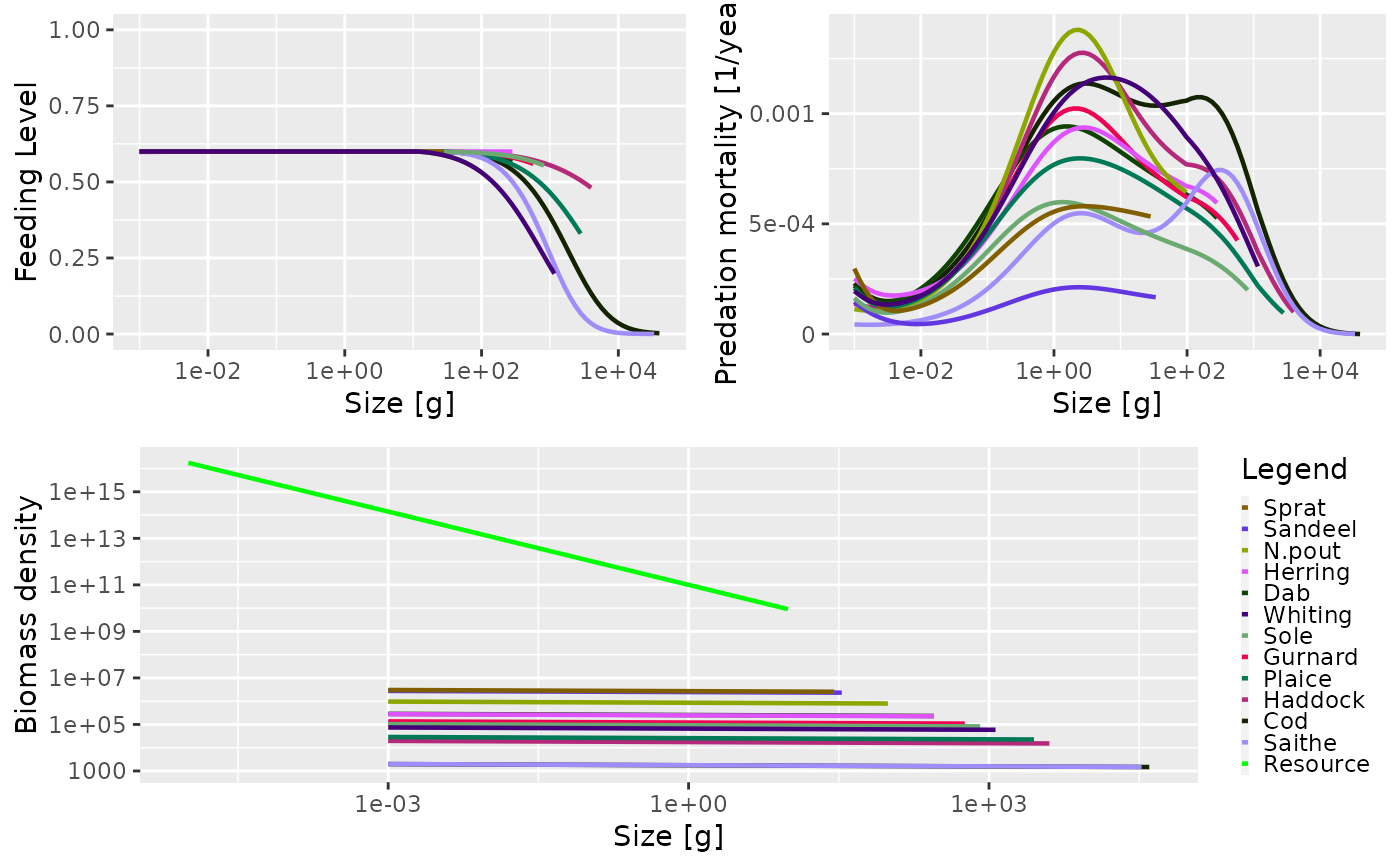 Feeding Level
1.00
0.75
0.50
0.25
0.00
1e-02 1e+00 1e+02 1e+04
Size [g]
Predation mortality [1/yea
0.001
5e-04
0
1e-02 1e+00 1e+02 1e+04
Size [g]
Biomass density
1e+15
1e+13
1e+11
1e+09
1e+07
1e+05
1000
1e-03 1e+00 1e+03
Size [g]
Legend
Sprat
Sandeel
N.pout
Herring
Dab
Whiting
Sole
Gurnard
Plaice
Haddock
Cod
Saithe
Resource